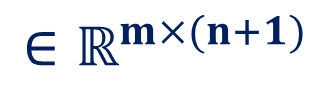 ∈ ℝ^{m×(n+1)}